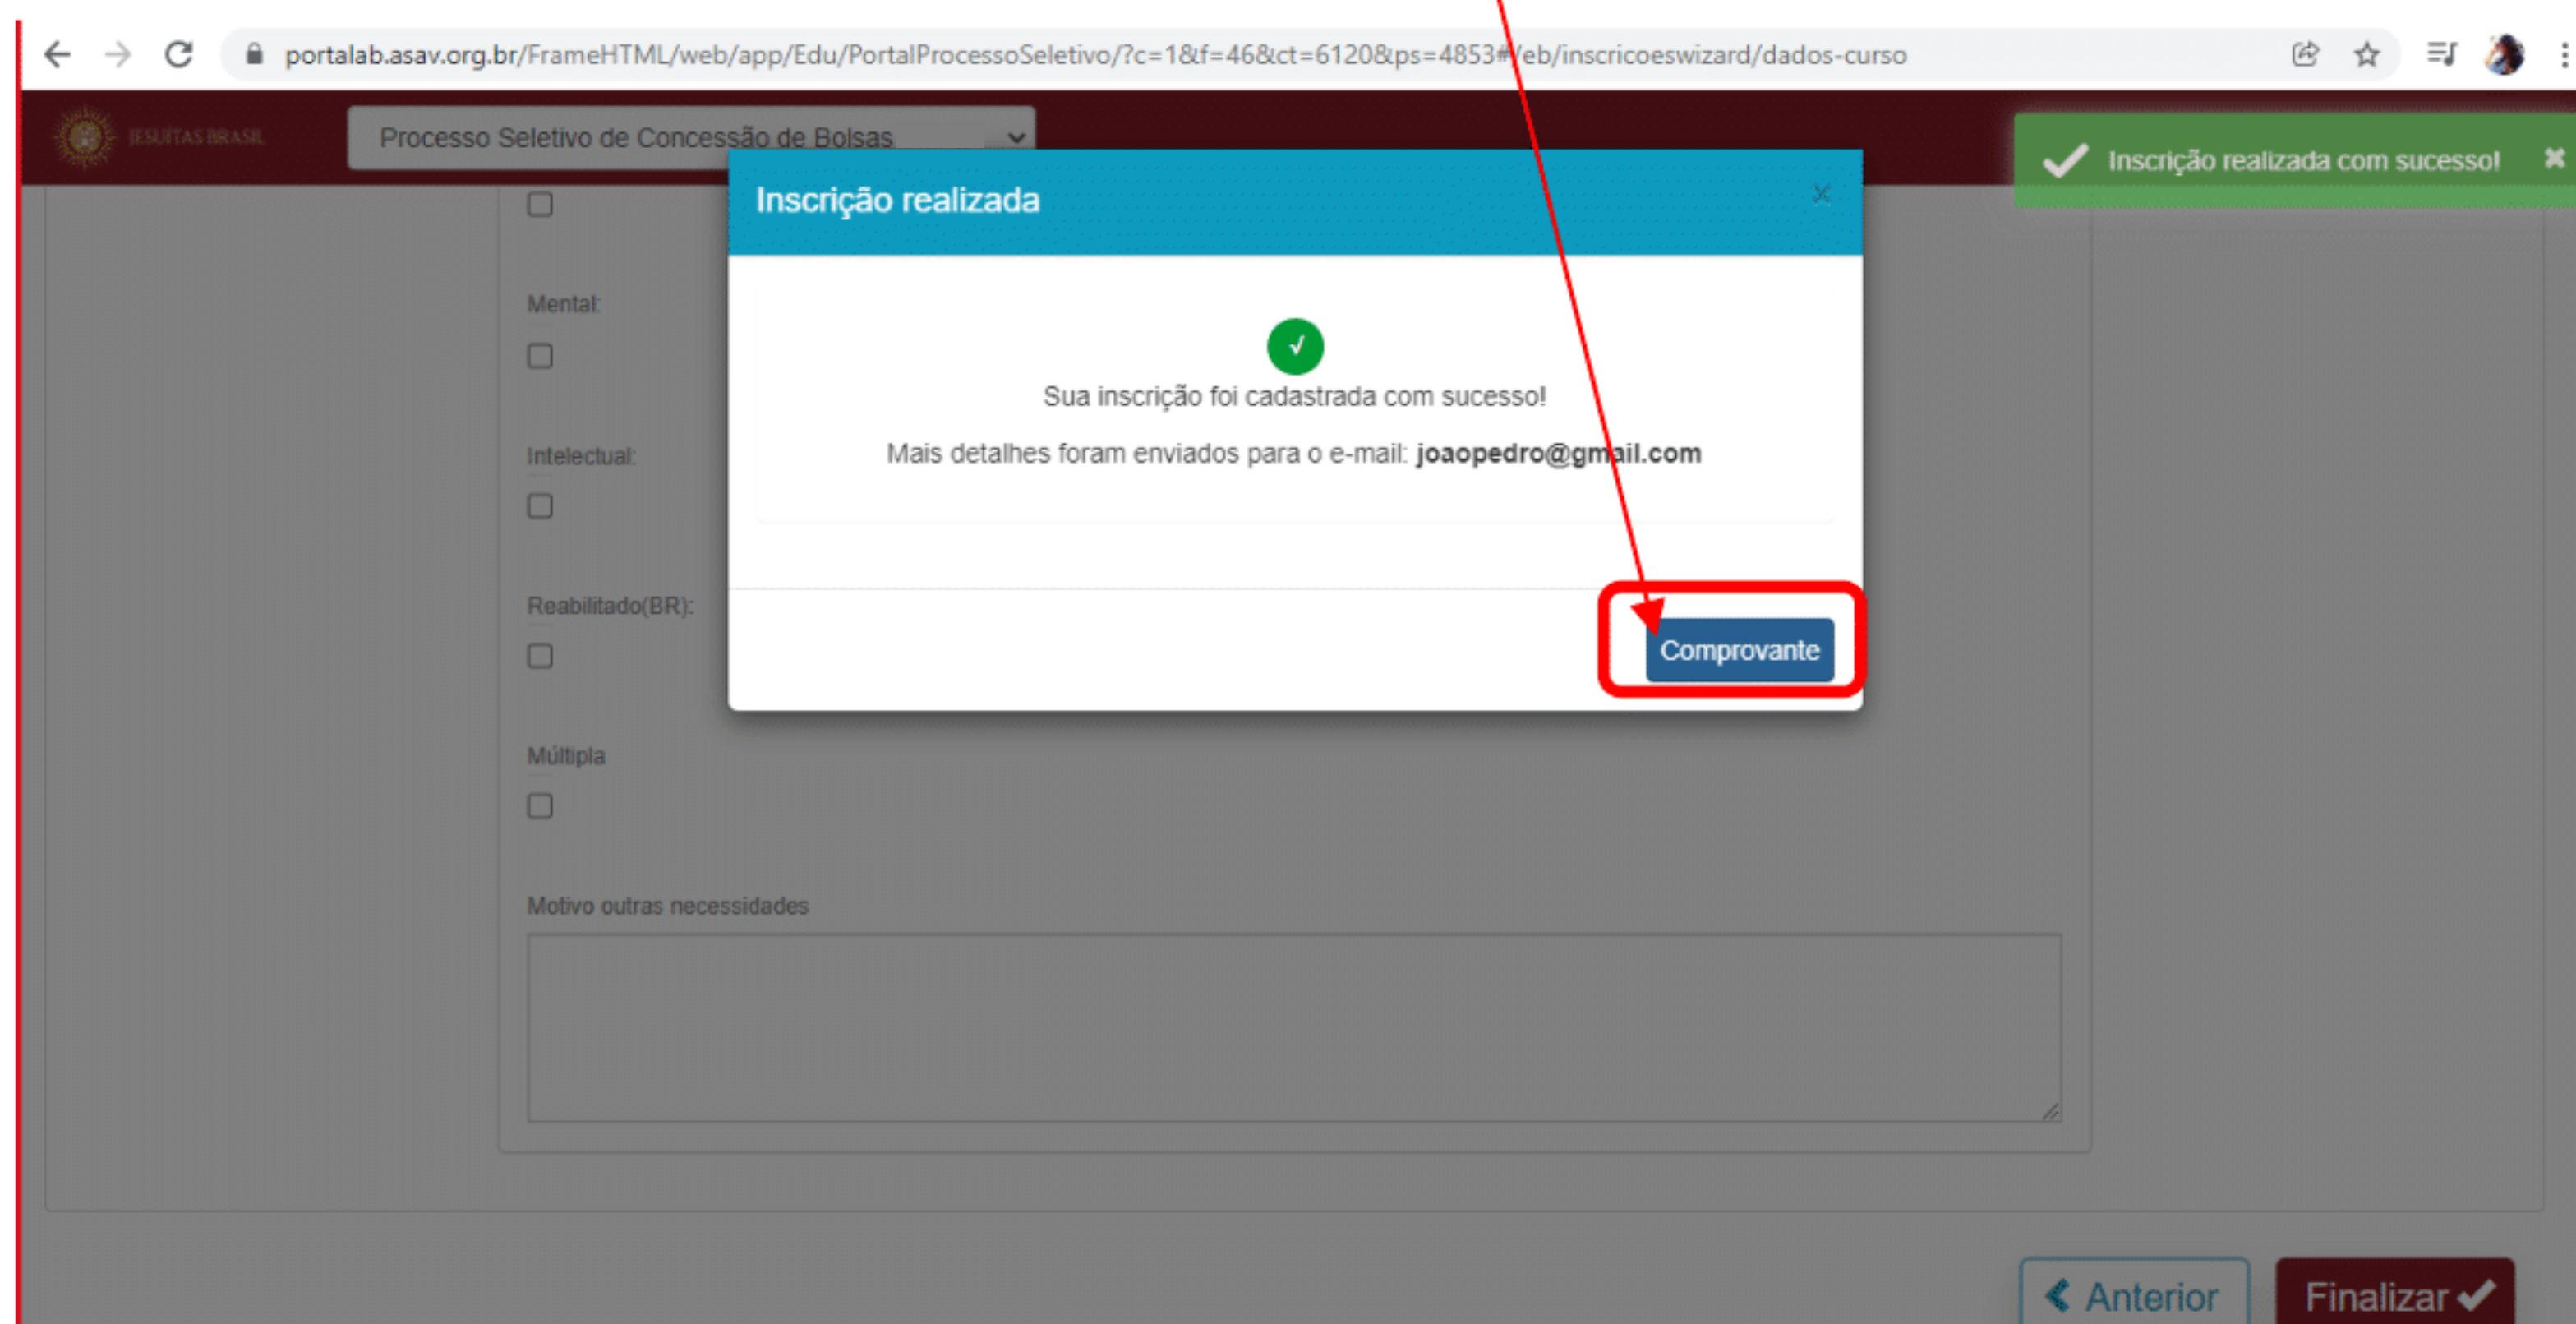 portalab.asav.org.br/FrameHTML/web/app/Edu/PortalProcessoSeletivo/?c=1&f=46&ct=6120&ps=4853#/eb/inscricoeswizard/dados-curso
JESUÍTAS BRASIL
Processo Seletivo de Concessão de Bolsas
Inscrição realizada com sucesso!
Inscrição realizada
Mental:
Sua inscrição foi cadastrada com sucesso!
Mais detalhes foram enviados para o e-mail: joaopedro@gmail.com
Intelectual:
Reabilitado(BR):
Comprovante
Múltipla
Motivo outras necessidades
Anterior
Finalizar